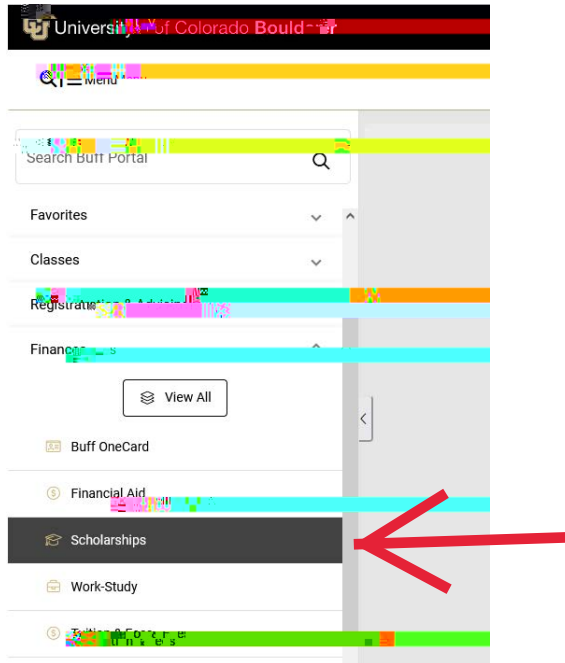 University of Colorado Boulder
Menu
Search Buff Portal
Favorites
Classes
Registration & Advising
Finances
View All
Buff OneCard
Financial Aid
Scholarships
Work-Study
Tuition &